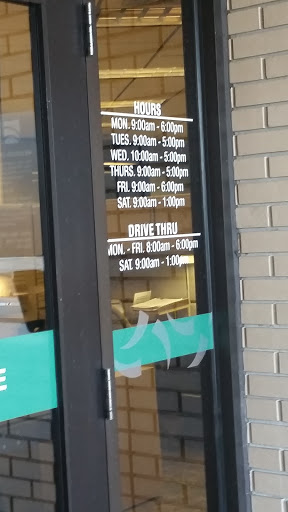 HOURS
MON. 9:00am - 6:00pm
TUES. 9:00am - 5:00pm
WED. 10:00am - 5:00pm
THURS. 9:00am - 5:00pm
FRI. 9:00am - 6:00pm
SAT. 9:00am - 1:00pm
DRIVE THRU
MON. - FRI. 8:00am - 6:00pm
SAT. 9:00am - 1:00pm
E